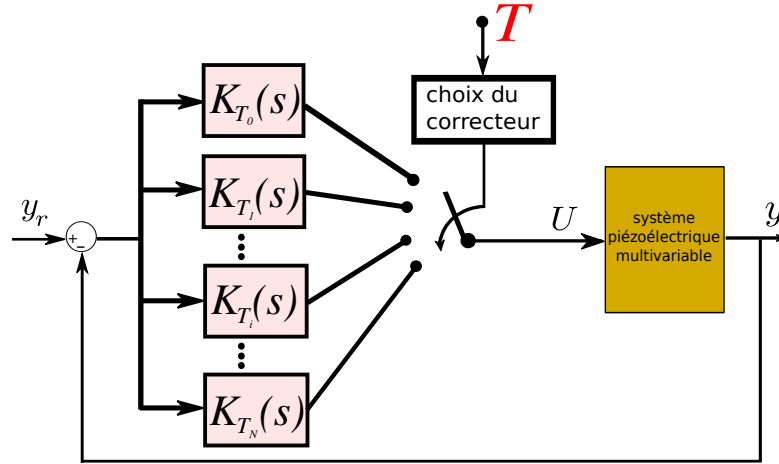 T
choix du
correcteur
K_{T_0}(s)
K_{T_1}(s)
y_r
+
-
U
système
piézoélectrique
multivariable
y
K_{T_i}(s)
K_{T_N}(s)